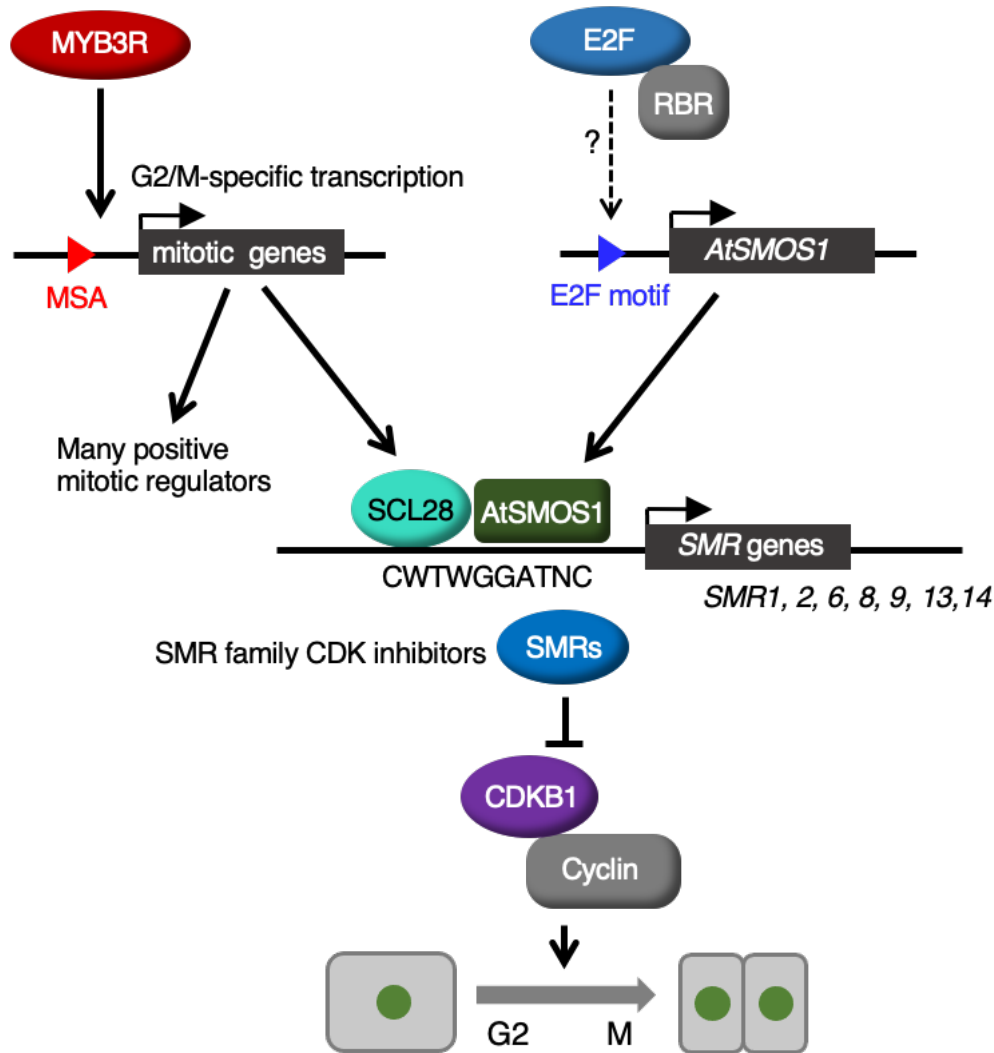 MYB3R
E2F
RBR
?
G2/M-specific transcription
mitotic genes
AtSMOS1
MSA
E2F motif
Many positive
mitotic regulators
SCL28
AtSMOS1
SMR genes
CWTWGGATNC
SMR1, 2, 6, 8, 9, 13,14
SMR family CDK inhibitors
SMRs
CDKB1
Cyclin
G2
M